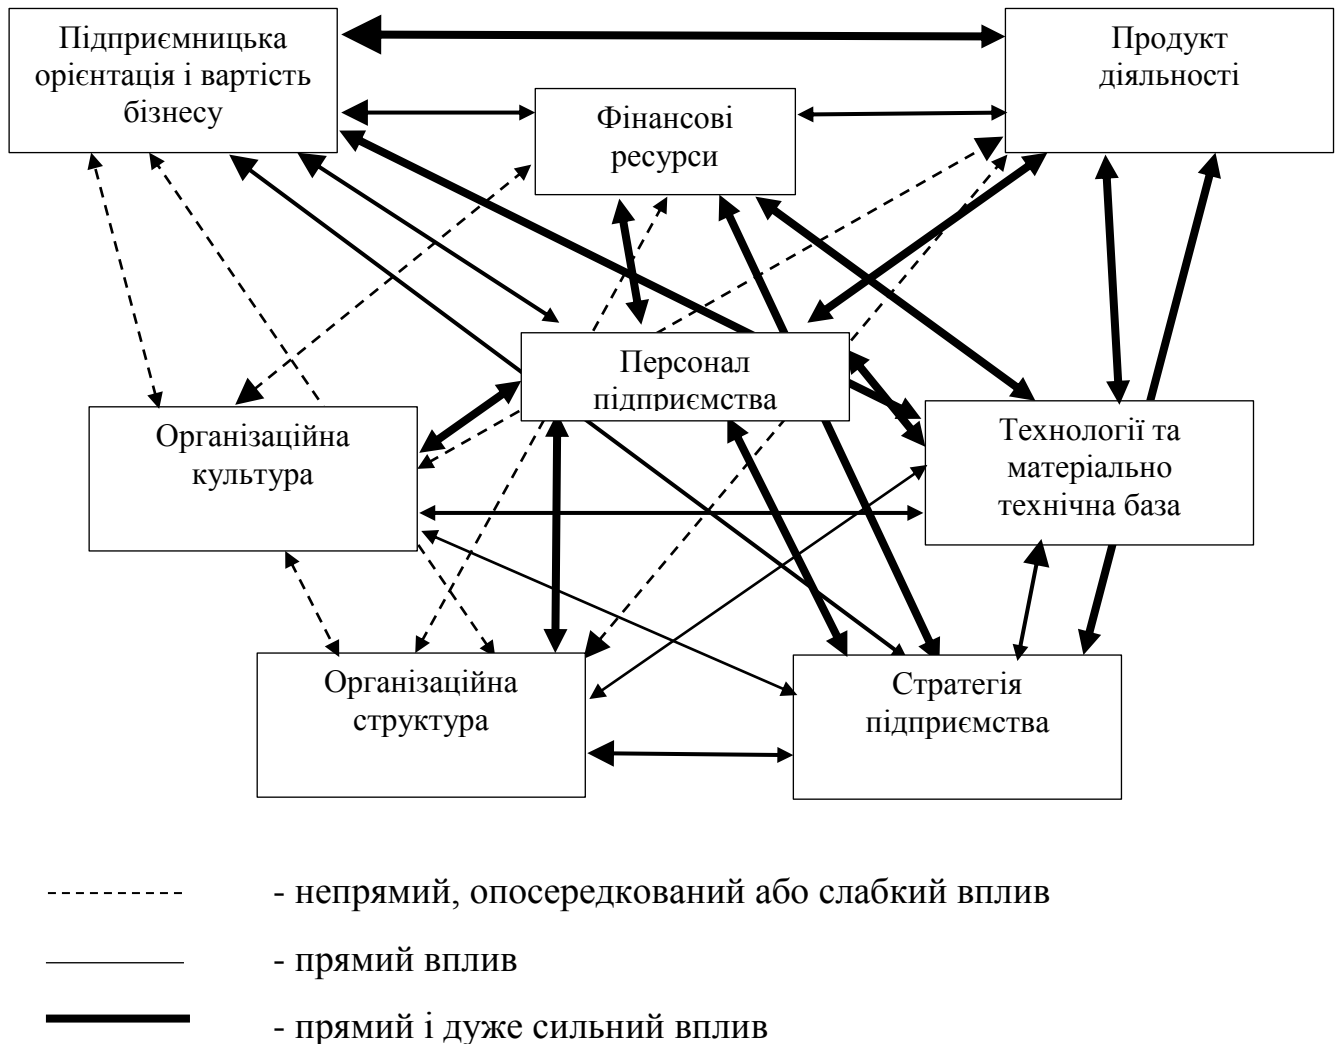 Підприємницька
орієнтація і вартість
бізнесу
Продукт
діяльності
Фінансові
ресурси
Персонал
підприємства
Організаційна
культура
Технології та
матеріально
технічна база
Організаційна
структура
Стратегія
підприємства
- непрямий, опосередкований або слабкий вплив
- прямий вплив
- прямий і дуже сильний вплив